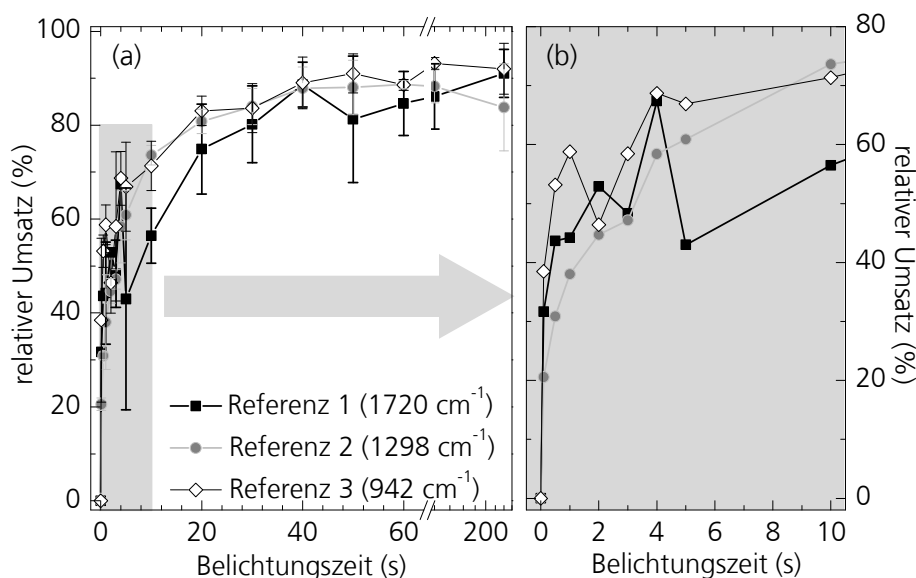 (a)
relativer Umsatz (%)
100
80
60
40
20
0
Referenz 1 (1720 cm⁻¹)
Referenz 2 (1298 cm⁻¹)
Referenz 3 (942 cm⁻¹)
0 20 40 60 200
Belichtungszeit (s)
(b)
80
60
40
20
0
relativer Umsatz (%)
0 2 4 6 8 10
Belichtungszeit (s)